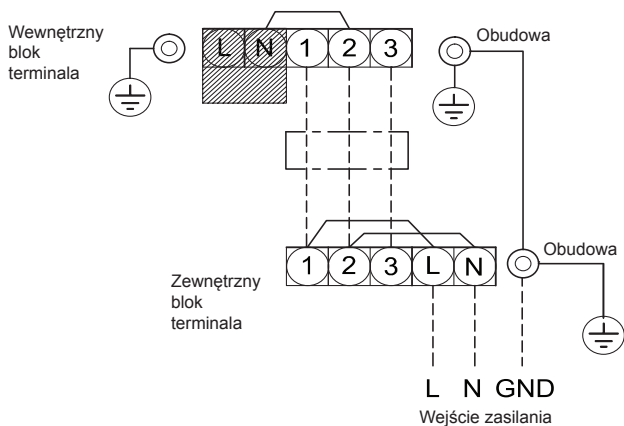 Wewnętrzny
blok
terminala
L N 1 2 3
Obudowa
1 2 3 L N
Obudowa
Zewnętrzny
blok
terminala
L N GND
Wejście zasilania